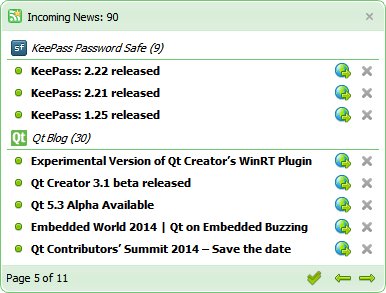 Incoming News: 90
sf KeePass Password Safe (9)
KeePass: 2.22 released
KeePass: 2.21 released
KeePass: 1.25 released
Qt Qt Blog (30)
Experimental Version of Qt Creator’s WinRT Plugin
Qt Creator 3.1 beta released
Qt 5.3 Alpha Available
Embedded World 2014 | Qt on Embedded Buzzing
Qt Contributors’ Summit 2014 – Save the date
Page 5 of 11